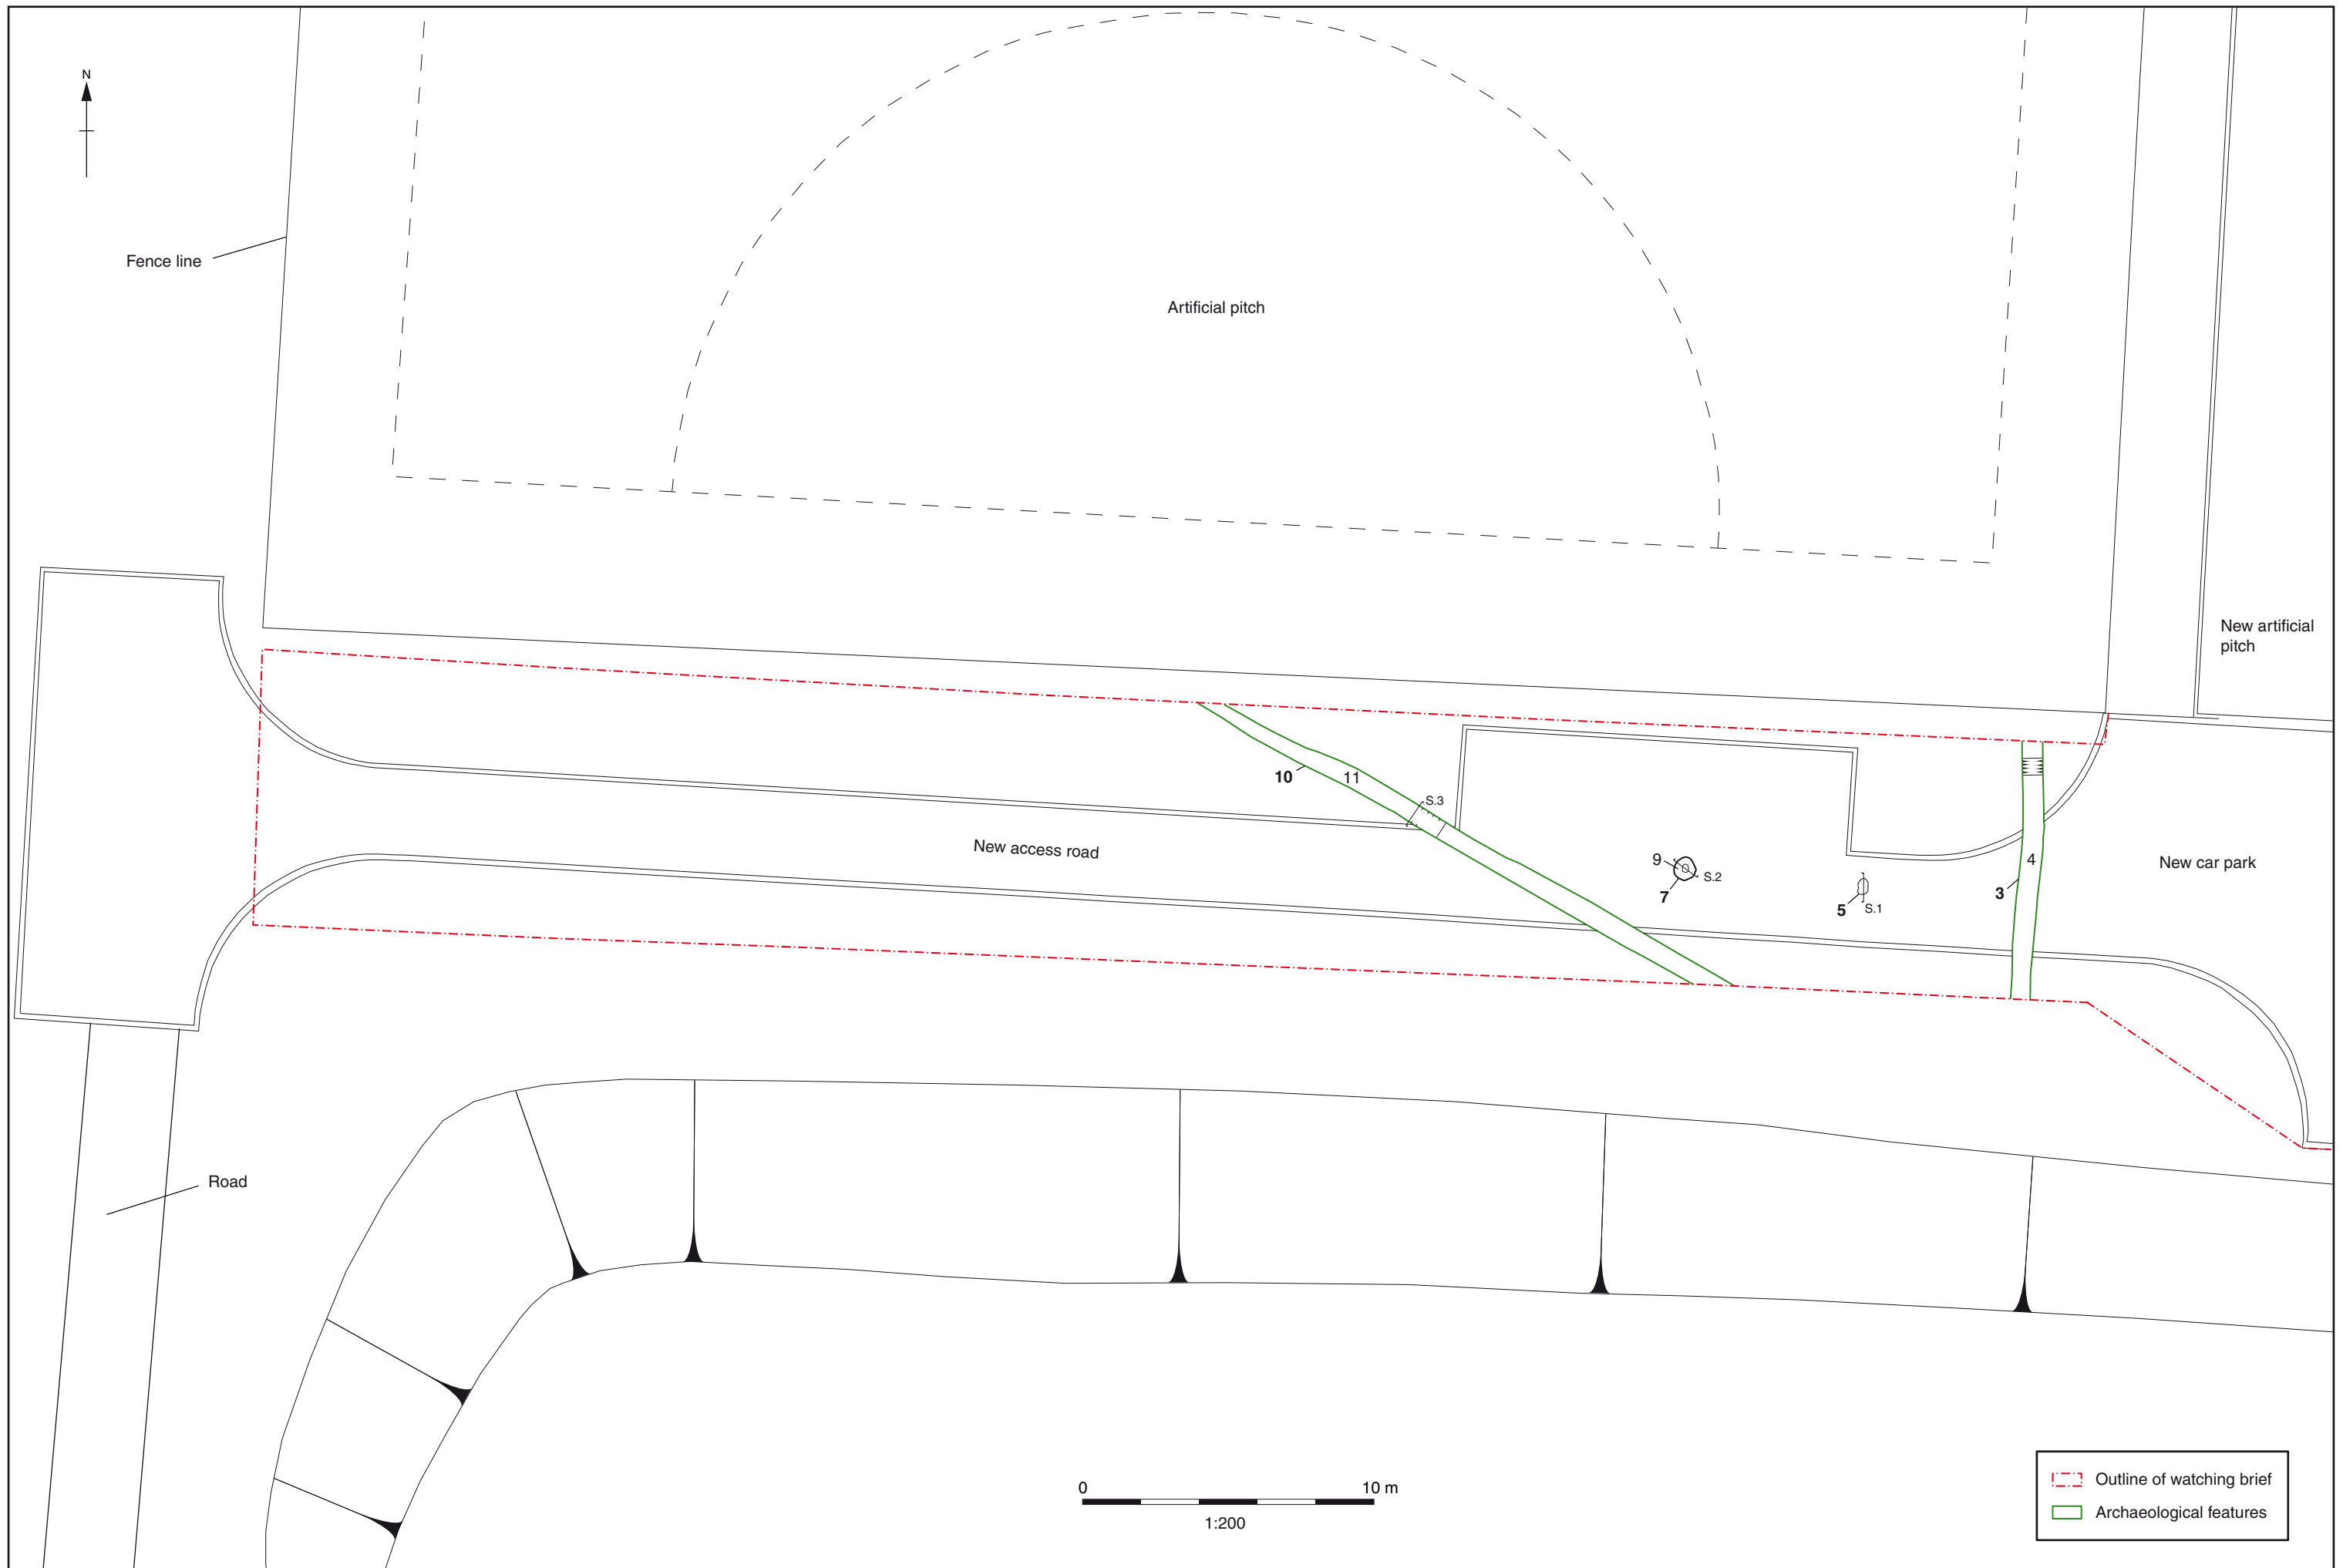 N
Fence line
Artificial pitch
New artificial
pitch
10
11
S.3
New access road
9
S.2
7
5
S.1
4
3
New car park
Road
0
10 m
1:200
Outline of watching brief
Archaeological features